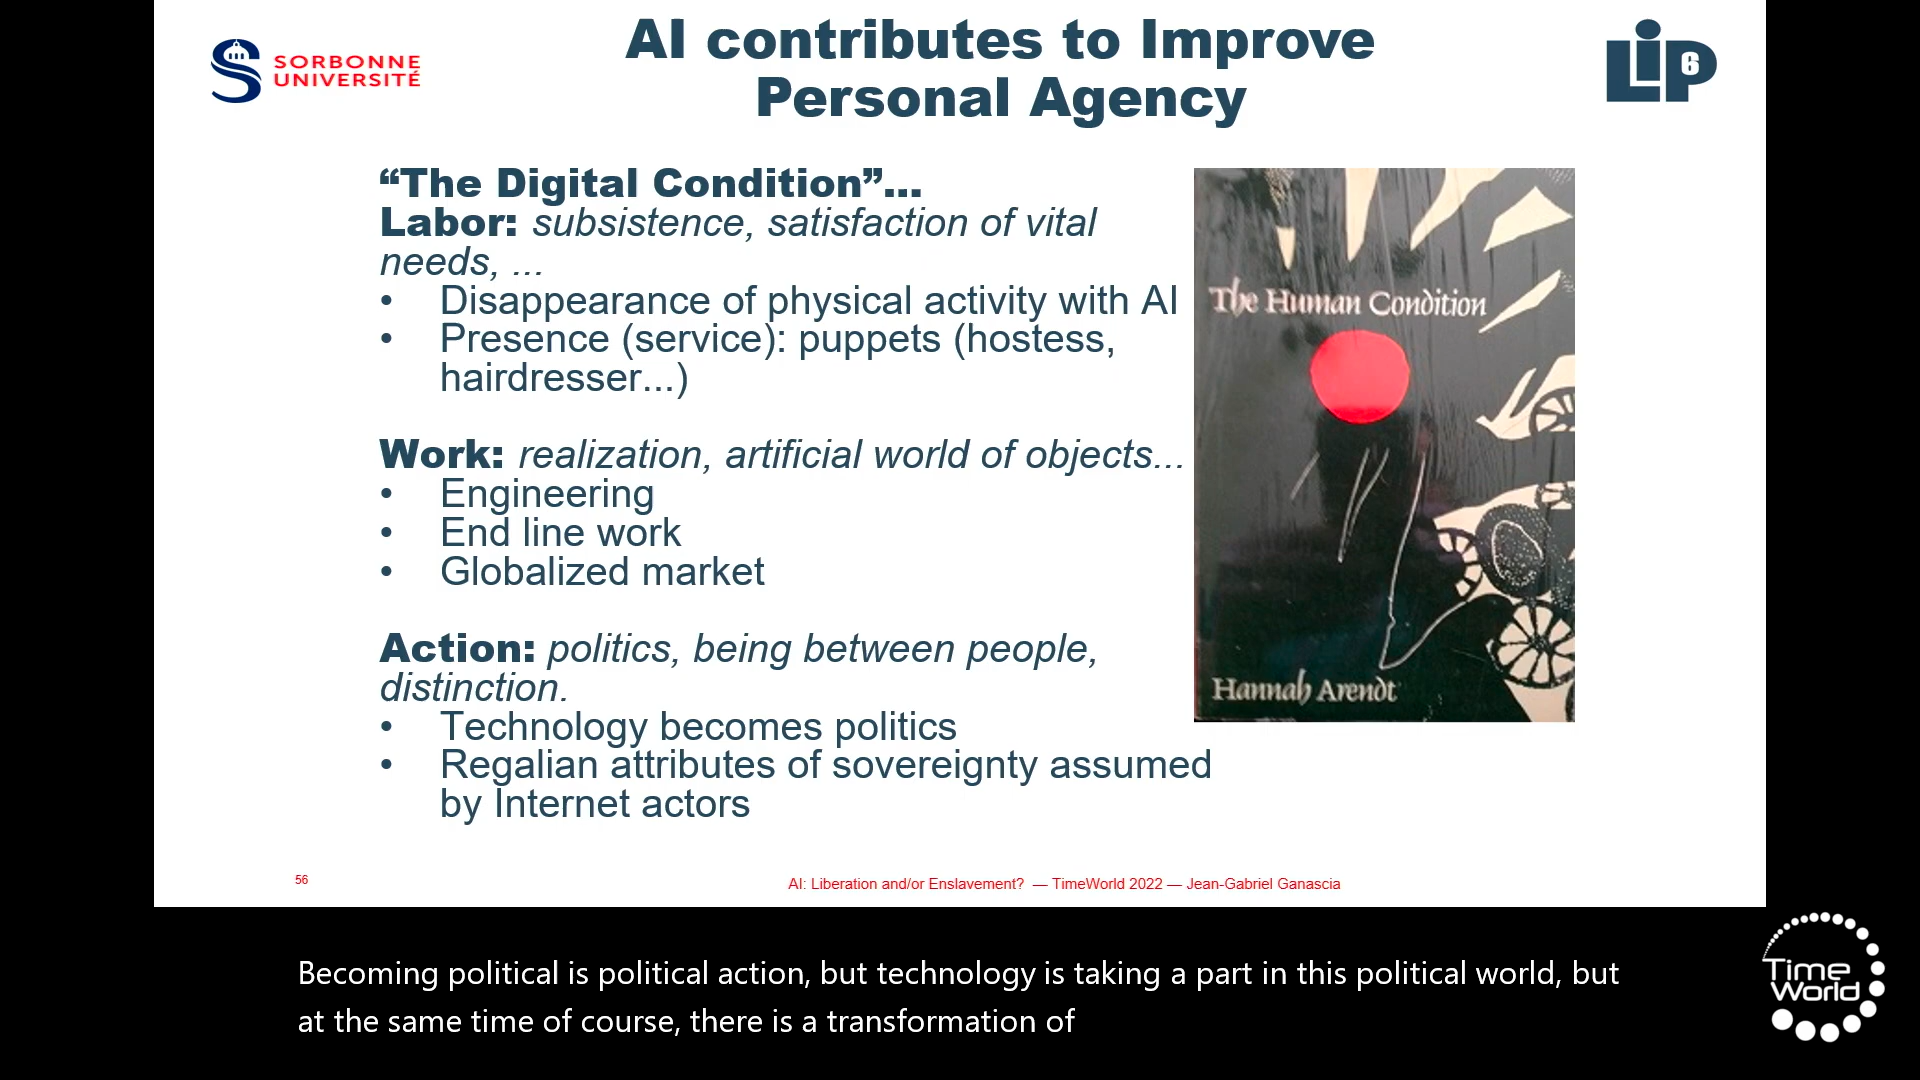 SORBONNE
UNIVERSITÉ
AI contributes to Improve
Personal Agency
LIP6
“The Digital Condition”...
Labor: subsistence, satisfaction of vital
needs, ...
• Disappearance of physical activity with AI
• Presence (service): puppets (hostess,
hairdresser...)
Work: realization, artificial world of objects...
• Engineering
• End line work
• Globalized market
Action: politics, being between people,
distinction.
• Technology becomes politics
• Regalian attributes of sovereignty assumed
by Internet actors
The Human Condition
Hannah Arendt
56
AI: Liberation and/or Enslavement? — TimeWorld 2022 — Jean-Gabriel Ganascia
Becoming political is political action, but technology is taking a part in this political world, but
at the same time of course, there is a transformation of
Time
World